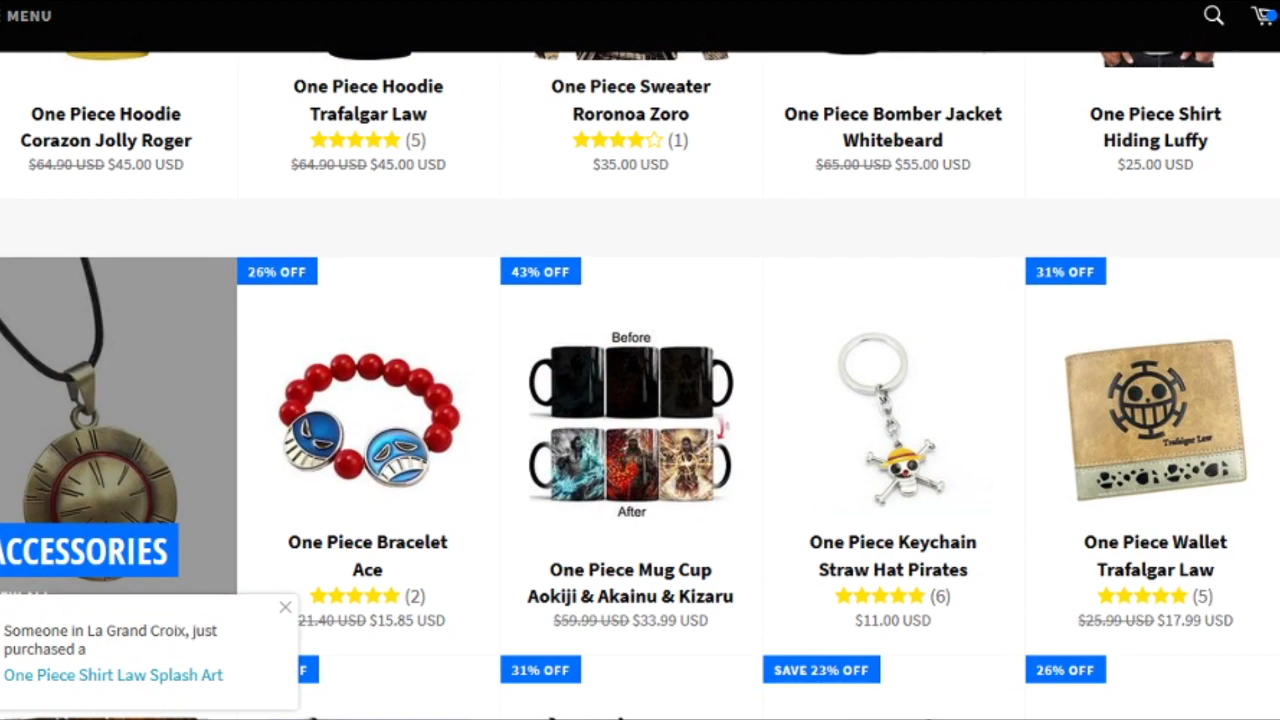 MENU
One Piece Hoodie
Corazon Jolly Roger
$64.90 USD $45.00 USD
One Piece Hoodie
Trafalgar Law
(5)
$64.90 USD $45.00 USD
One Piece Sweater
Roronoa Zoro
(1)
$35.00 USD
One Piece Bomber Jacket
Whitebeard
$65.00 USD $55.00 USD
One Piece Shirt
Hiding Luffy
$25.00 USD
ACCESSORIES
26% OFF
One Piece Bracelet
Ace
(2)
21.40 USD $15.85 USD
43% OFF
Before
After
One Piece Mug Cup
Aokiji & Akainu & Kizaru
$59.99 USD $33.99 USD
One Piece Keychain
Straw Hat Pirates
(6)
$11.00 USD
31% OFF
Trafalgar Law
One Piece Wallet
Trafalgar Law
(5)
$25.99 USD $17.99 USD
Someone in La Grand Croix, just
purchased a
One Piece Shirt Law Splash Art
31% OFF
SAVE 23% OFF
26% OFF